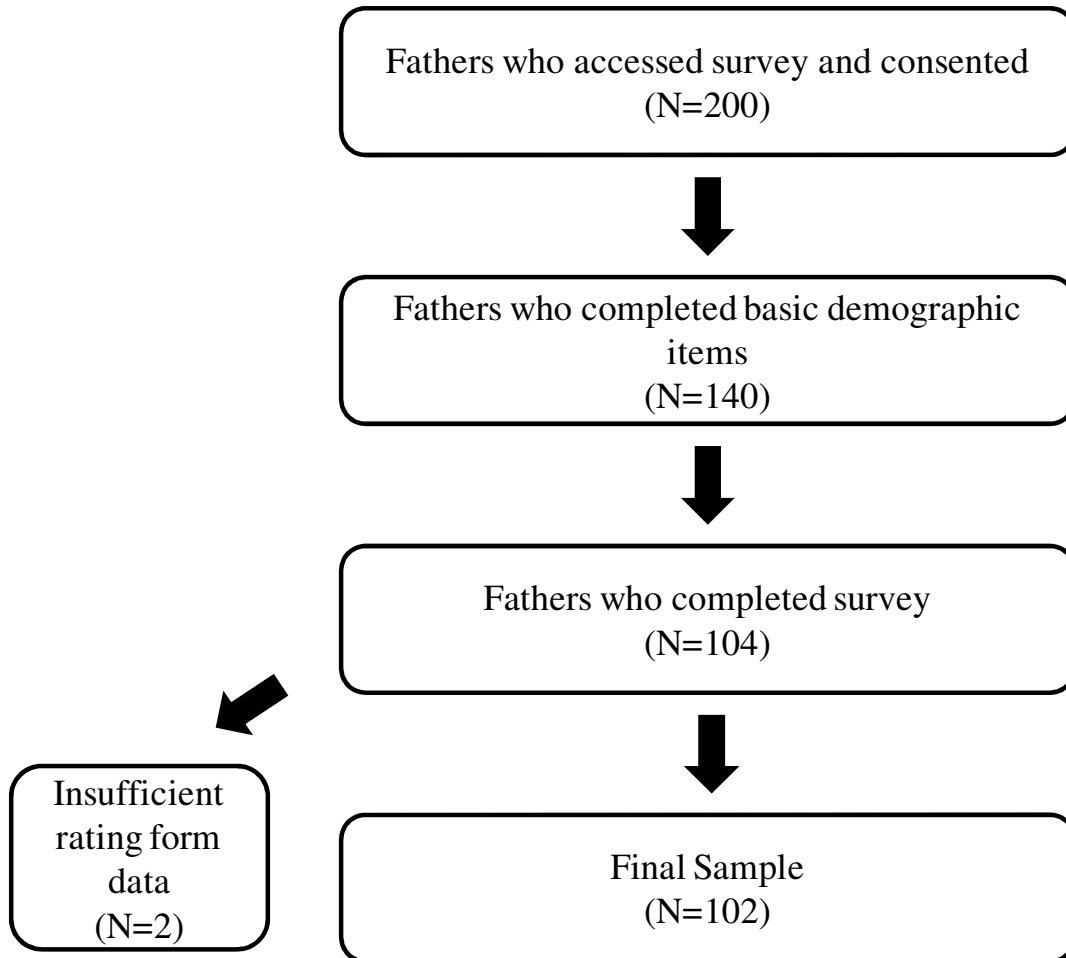 Fathers who accessed survey and consented
(N=200)
Fathers who completed basic demographic
items
(N=140)
Fathers who completed survey
(N=104)
Insufficient
rating form
data
(N=2)
Final Sample
(N=102)